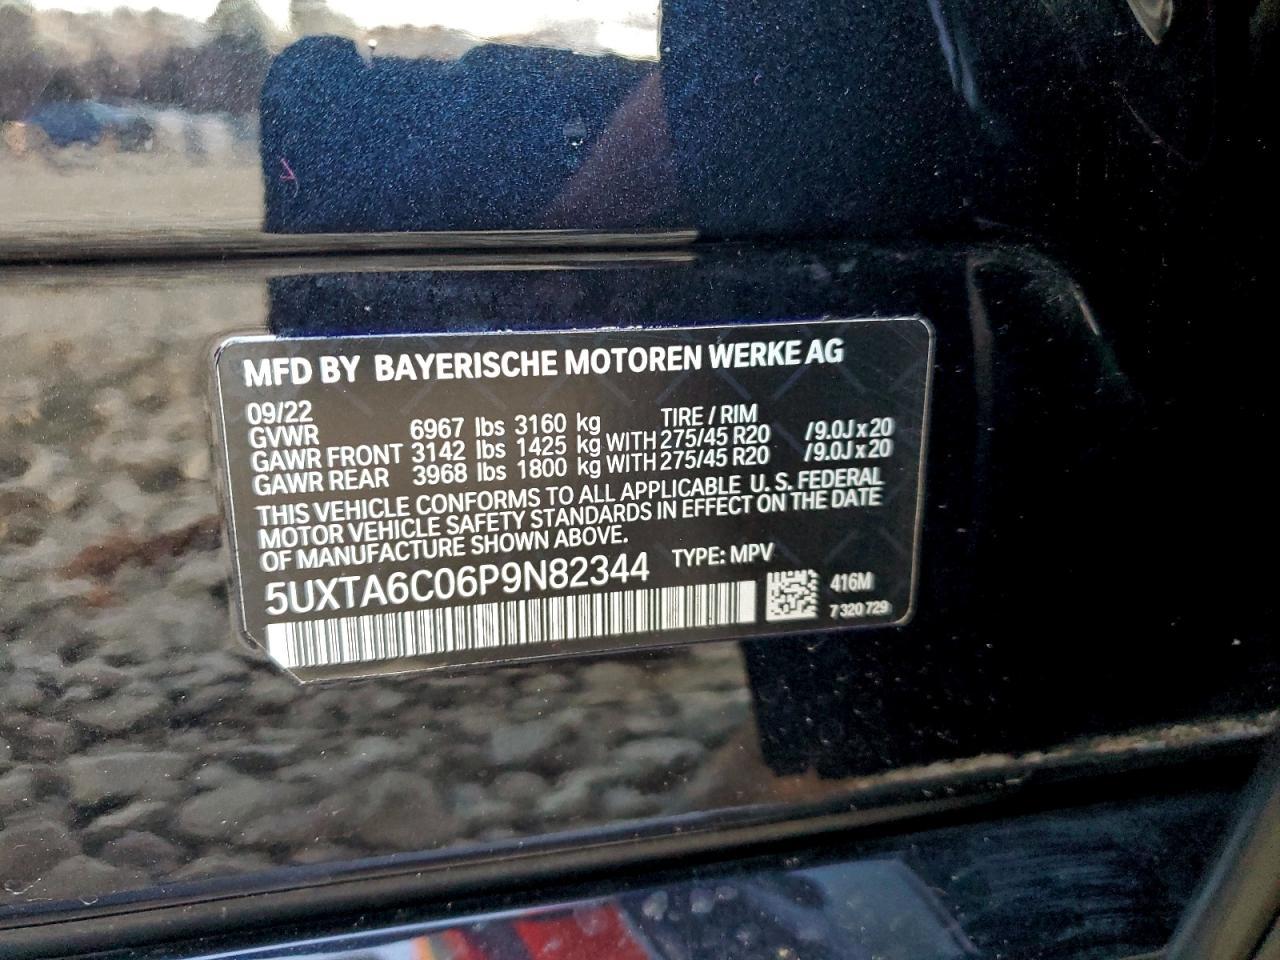 MFD BY BAYERISCHE MOTOREN WERKE AG
09/22 TIRE / RIM
GVWR 6967 lbs 3160 kg
GAWR FRONT 3142 lbs 1425 kg WITH 275/45 R20 /9.0J x 20
GAWR REAR 3968 lbs 1800 kg WITH 275/45 R20 /9.0J x 20
THIS VEHICLE CONFORMS TO ALL APPLICABLE U. S. FEDERAL
MOTOR VEHICLE SAFETY STANDARDS IN EFFECT ON THE DATE
OF MANUFACTURE SHOWN ABOVE.
5UXTA6C06P9N82344 TYPE: MPV
416M
7 320 729